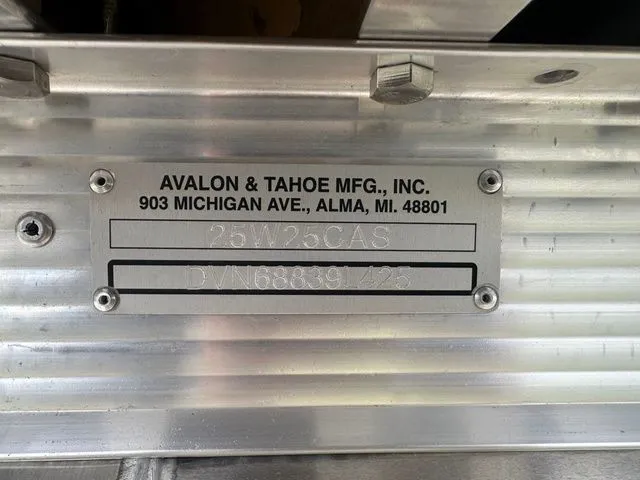 AVALON & TAHOE MFG., INC.
903 MICHIGAN AVE., ALMA, MI. 48801
25W25CAS
DVN68839L425